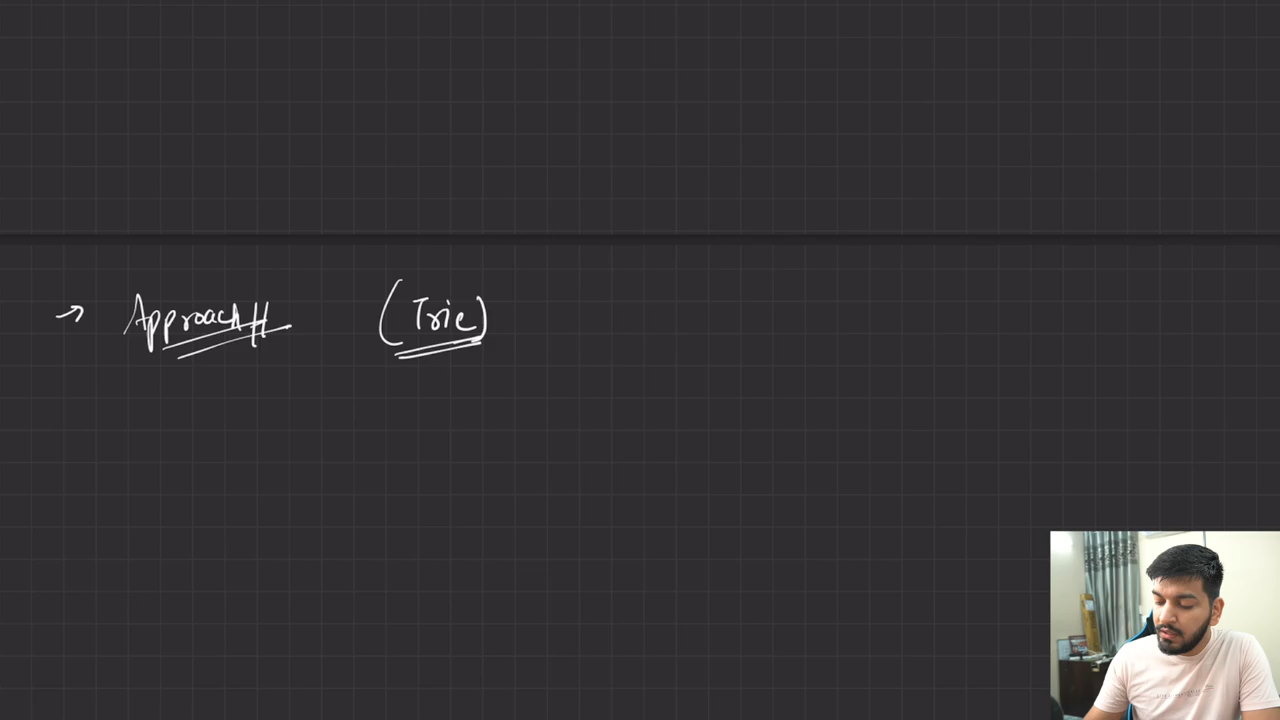 → Approach # (Trie)